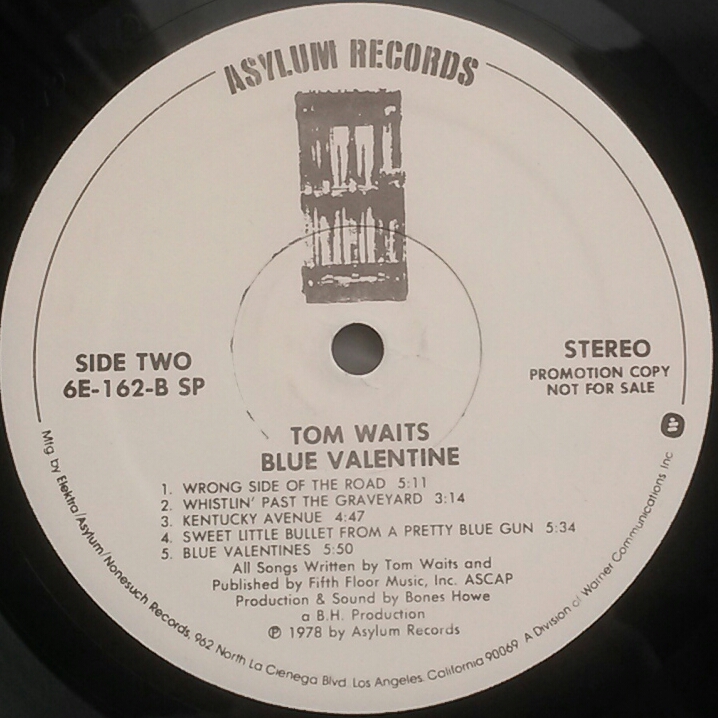 ASYLUM RECORDS
SIDE TWO
6E-162-B SP
STEREO
PROMOTION COPY
NOT FOR SALE
TOM WAITS
BLUE VALENTINE
1. WRONG SIDE OF THE ROAD 5:11
2. WHISTLIN' PAST THE GRAVEYARD 3:14
3. KENTUCKY AVENUE 4:47
4. SWEET LITTLE BULLET FROM A PRETTY BLUE GUN 5:34
5. BLUE VALENTINES 5:50
All Songs Written by Tom Waits and
Published by Fifth Floor Music, Inc. ASCAP
Production & Sound by Bones Howe
a B.H. Production
℗ 1978 by Asylum Records
Mfg by Elektra/Asylum/Nonesuch Records, 962 North La Cienega Blvd. Los Angeles. California 90069 A Division of Warner Communications Inc